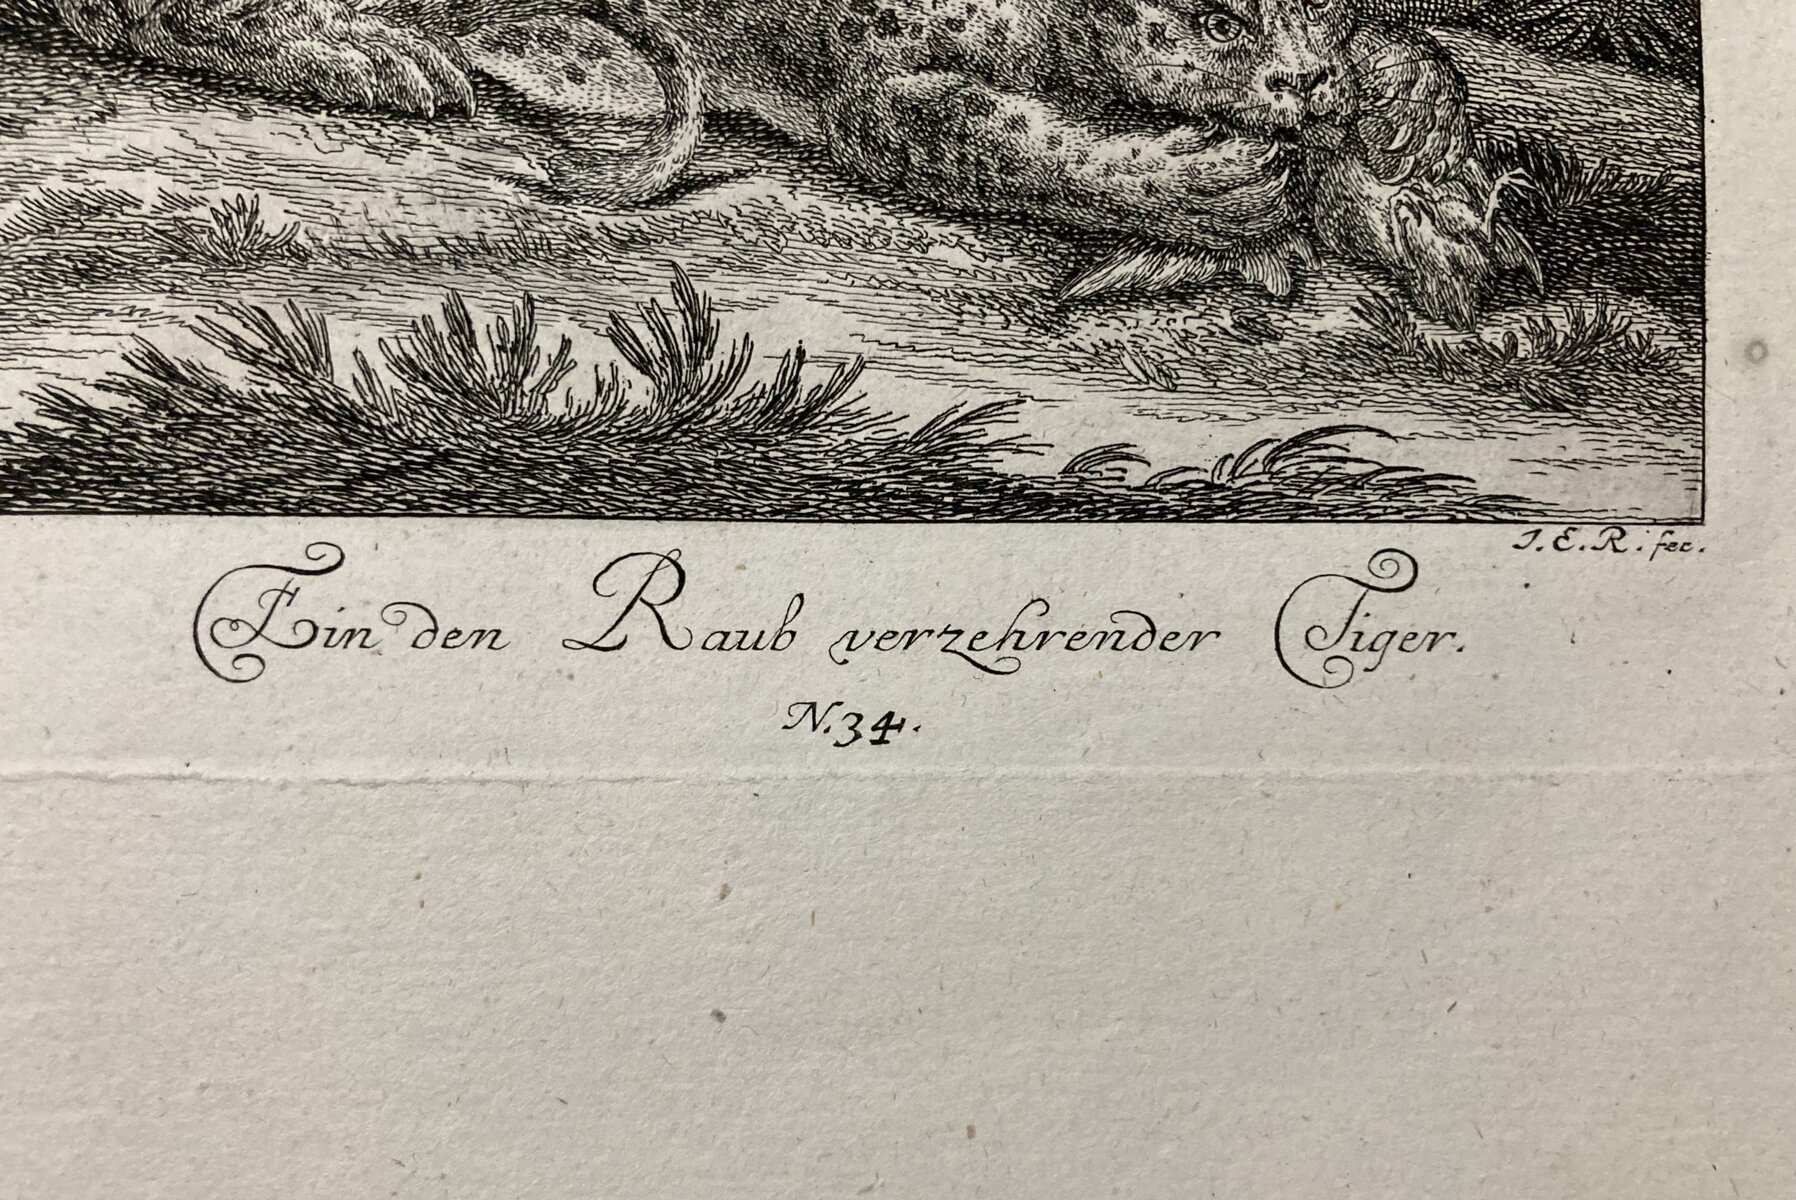 J. E. R. fec.
Ein den Raub verzehrender Tiger.
N. 34.